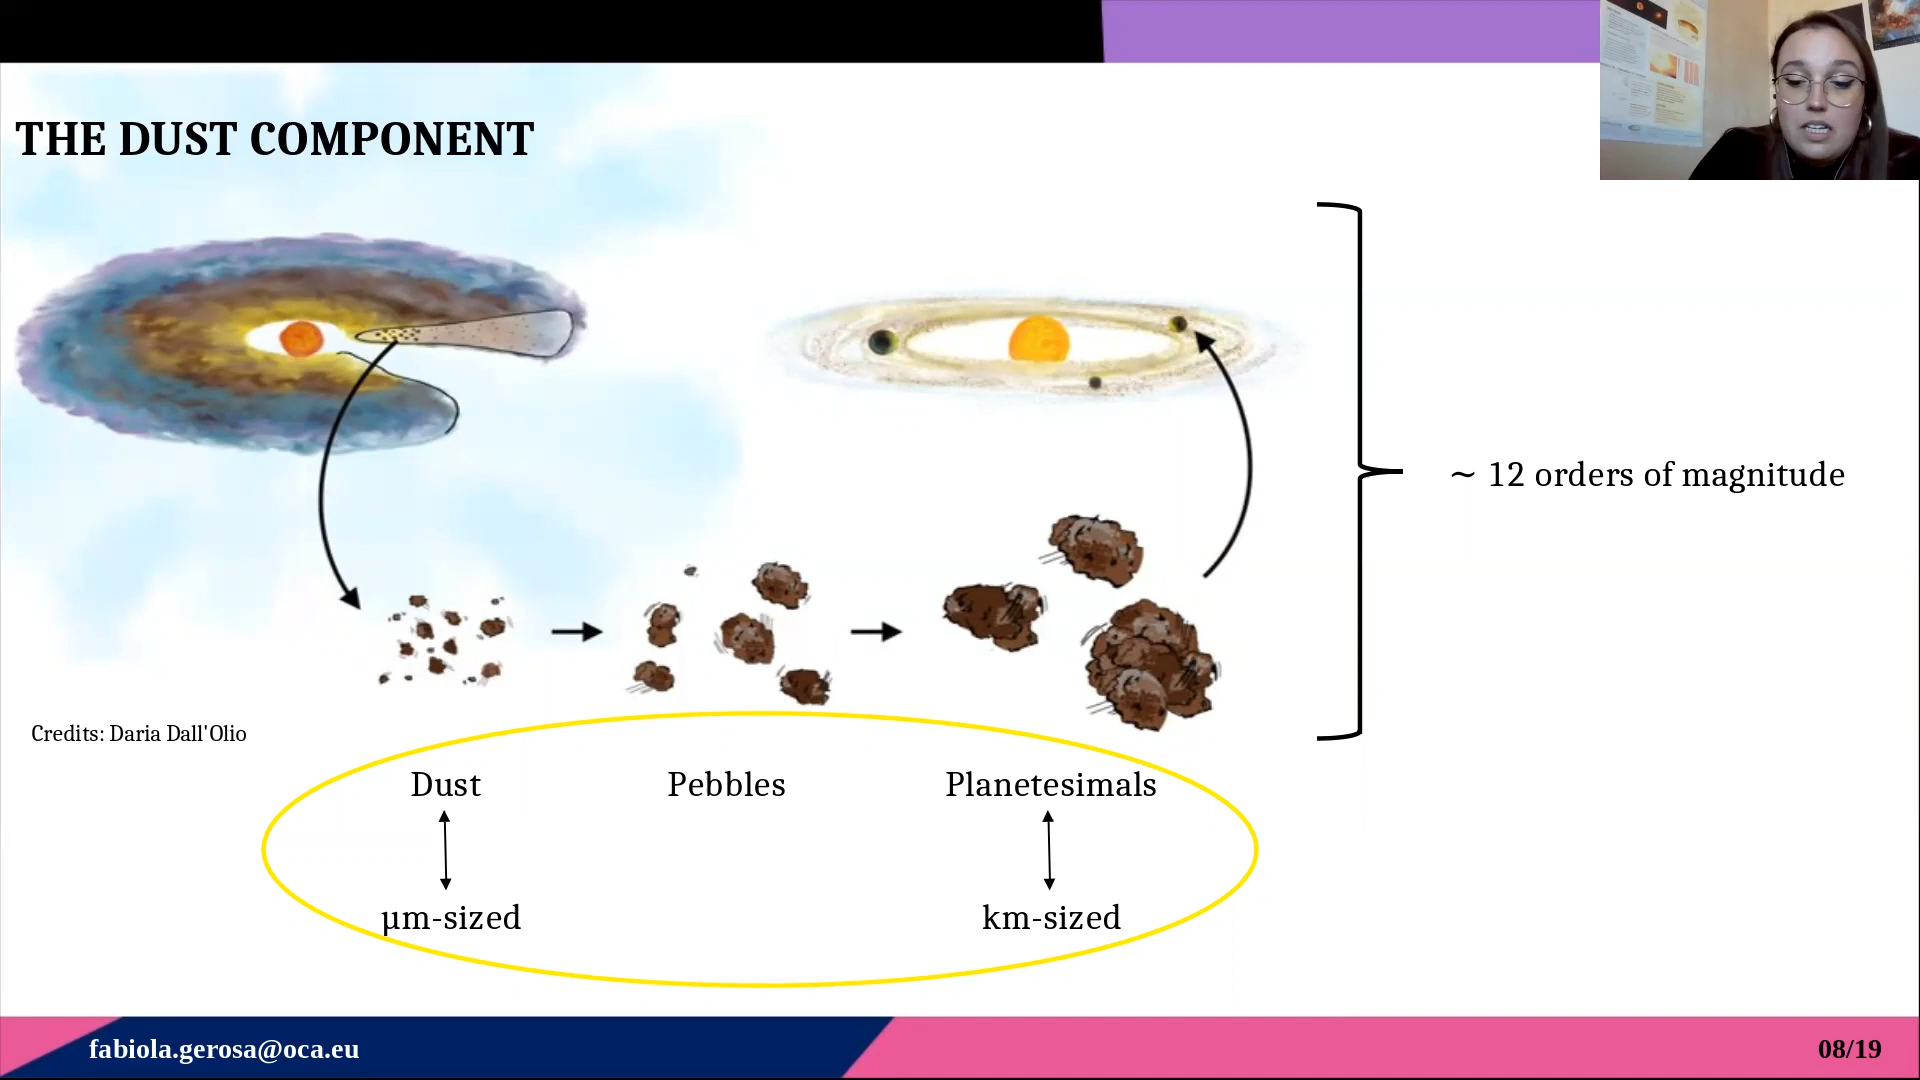 THE DUST COMPONENT
~ 12 orders of magnitude
Credits: Daria Dall'Olio
Dust
Pebbles
Planetesimals
µm-sized
km-sized
fabiola.gerosa@oca.eu
08/19